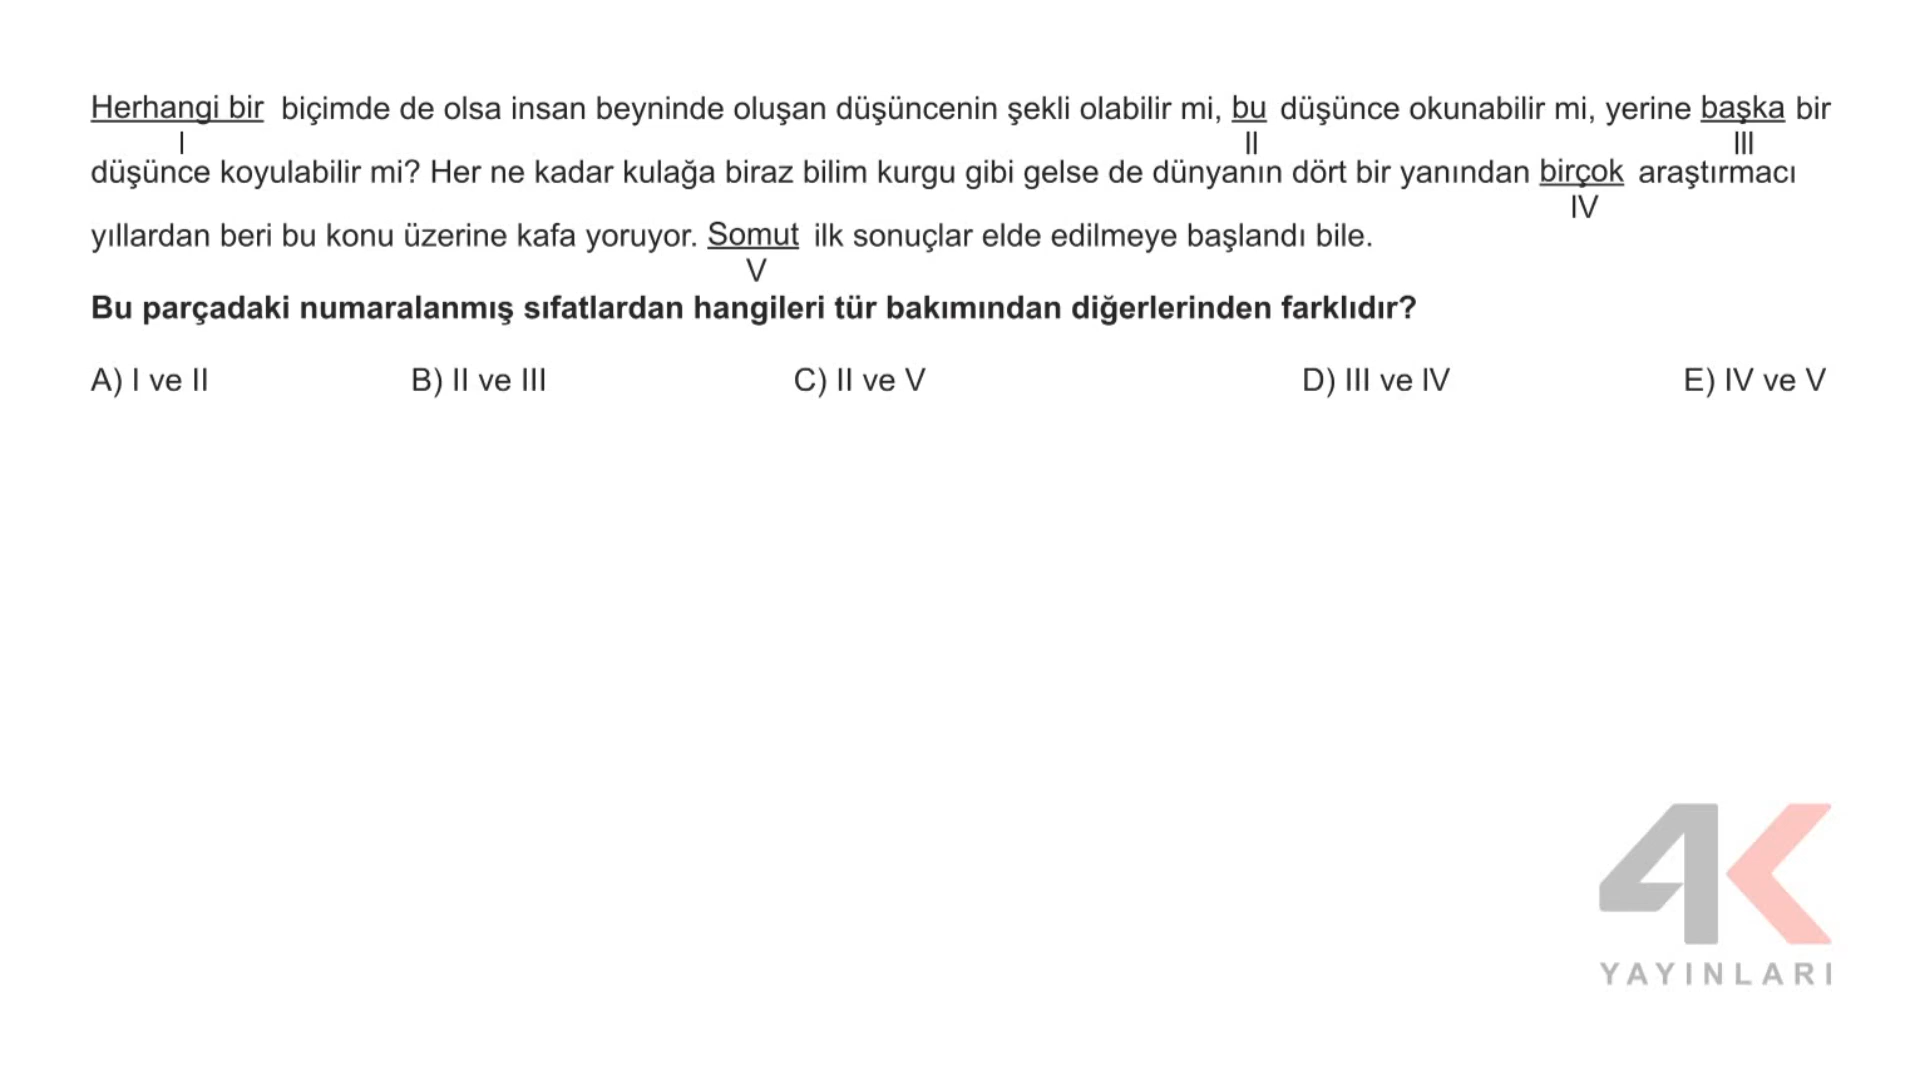 Herhangi bir biçimde de olsa insan beyninde oluşan düşüncenin şekli olabilir mi, bu düşünce okunabilir mi, yerine başka bir
I II III
düşünce koyulabilir mi? Her ne kadar kulağa biraz bilim kurgu gibi gelse de dünyanın dört bir yanından birçok araştırmacı
IV
yıllardan beri bu konu üzerine kafa yoruyor. Somut ilk sonuçlar elde edilmeye başlandı bile.
V
Bu parçadaki numaralanmış sıfatlardan hangileri tür bakımından diğerlerinden farklıdır?
A) I ve II B) II ve III C) II ve V D) III ve IV E) IV ve V
4K
YAYINLARI